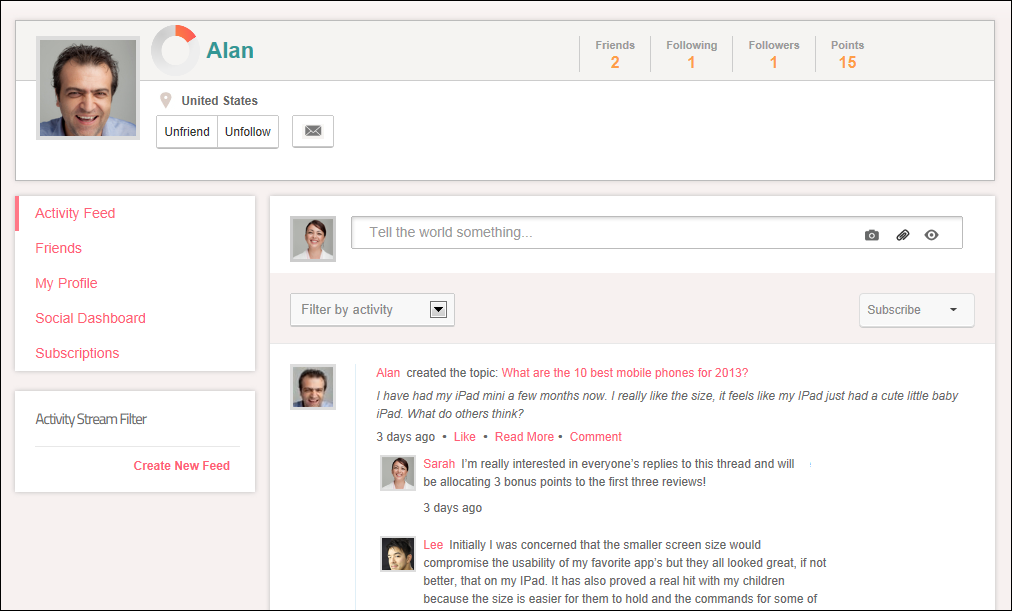 Alan
Friends Following Followers Points
2 1 1 15
United States
Unfriend Unfollow
Activity Feed
Friends
My Profile
Social Dashboard
Subscriptions
Activity Stream Filter
Create New Feed
Tell the world something...
Filter by activity
Subscribe
Alan created the topic: What are the 10 best mobile phones for 2013?
I have had my iPad mini a few months now. I really like the size, it feels like my IPad just had a cute little baby
iPad. What do others think?
3 days ago • Like • Read More • Comment
Sarah I'm really interested in everyone's replies to this thread and will
be allocating 3 bonus points to the first three reviews!
3 days ago
Lee Initially I was concerned that the smaller screen size would
compromise the usability of my favorite app's but they all looked great, if not
better, that on my IPad. It has also proved a real hit with my children
because the size is easier for them to hold and the commands for some of